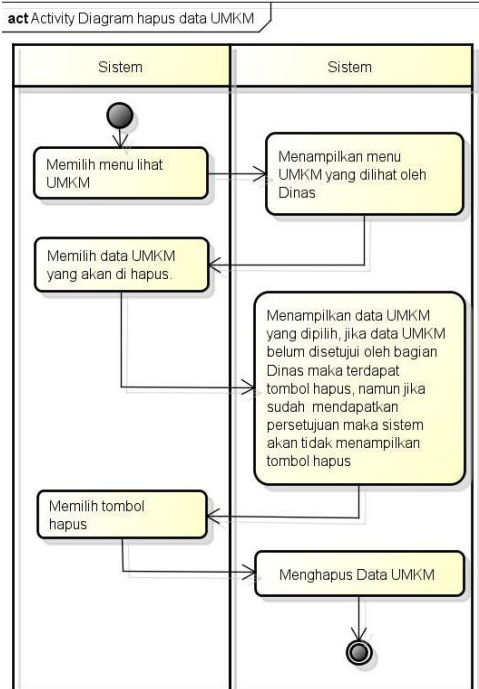 act Activity Diagram hapus data UMKM
Sistem
Sistem
Memilih menu lihat
UMKM
Menampilkan menu
UMKM yang dilihat oleh
Dinas
Memilih data UMKM
yang akan di hapus.
Menampilkan data UMKM
yang dipilih, jika data UMKM
belum disetujui oleh bagian
Dinas maka terdapat
tombol hapus, namun jika
sudah mendapatkan
persetujuan maka sistem
akan tidak menampilkan
tombol hapus
Memilih tombol
hapus
Menghapus Data UMKM